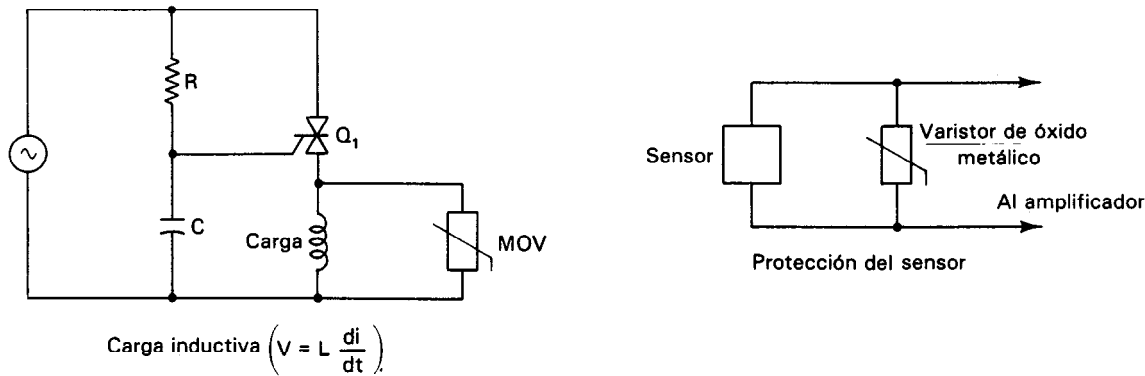 R
Q₁
C
Carga
MOV
Carga inductiva (V = L di/dt).
Sensor
Varistor de óxido
metálico
Al amplificador
Protección del sensor